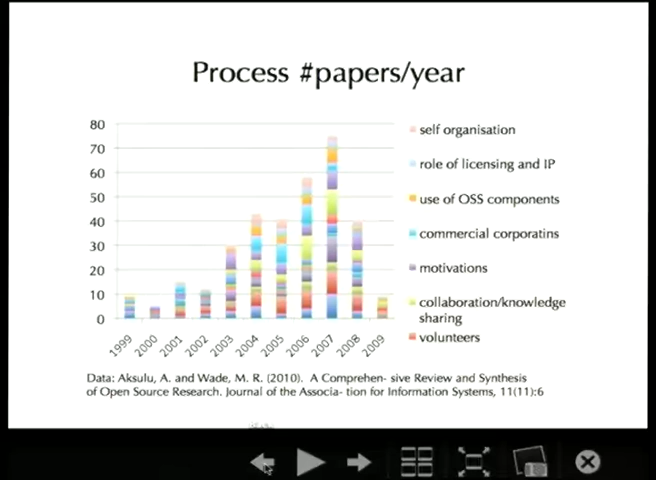 Process #papers/year
80
70
60
50
40
30
20
10
0
1999
2000
2001
2002
2003
2004
2005
2006
2007
2008
2009
self organisation
role of licensing and IP
use of OSS components
commercial corporatins
motivations
collaboration/knowledge
sharing
volunteers
Data: Aksulu, A. and Wade, M. R. (2010). A Comprehen- sive Review and Synthesis
of Open Source Research. Journal of the Associa- tion for Information Systems, 11(11):6